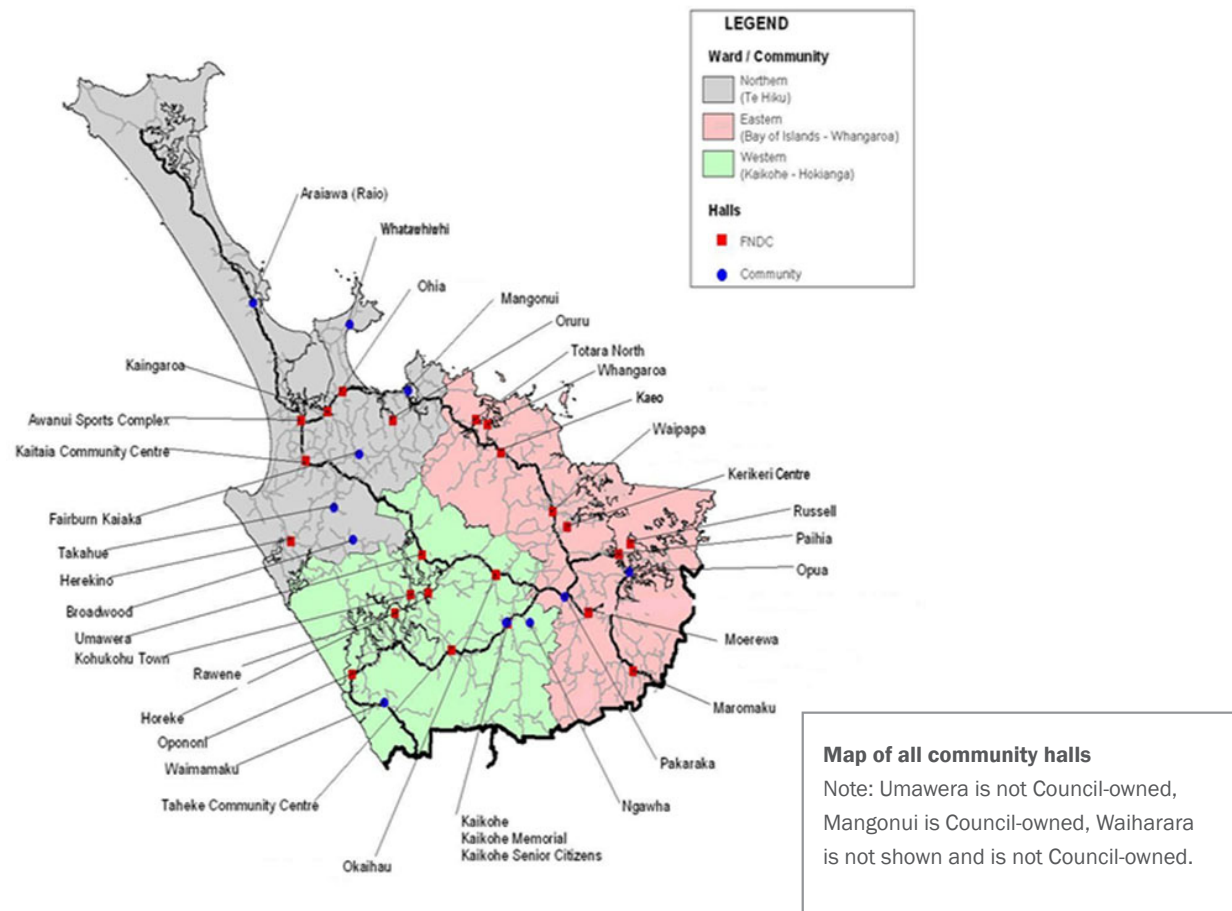 LEGEND
Ward / Community
Northern
(Te Hiku)
Eastern
(Bay of Islands - Whangaroa)
Western
(Kaikohe - Hokianga)
Halls
FNDC
Community
Araiawa (Raio)
Whatawhiwhi
Ohia
Mangonui
Oruru
Totara North
Whangaroa
Kaeo
Waipapa
Kerikeri Centre
Russell
Paihia
Opua
Moerewa
Maromaku
Pakaraka
Ngawha
Kaingaroa
Awanui Sports Complex
Kaitaia Community Centre
Fairburn Kaiaka
Takahue
Herekino
Broadwood
Umawera
Kohukohu Town
Rawene
Horeke
Opononi
Waimamaku
Taheke Community Centre
Okaihau
Kaikohe
Kaikohe Memorial
Kaikohe Senior Citizens
Map of all community halls
Note: Umawera is not Council-owned,
Mangonui is Council-owned, Waiharara
is not shown and is not Council-owned.